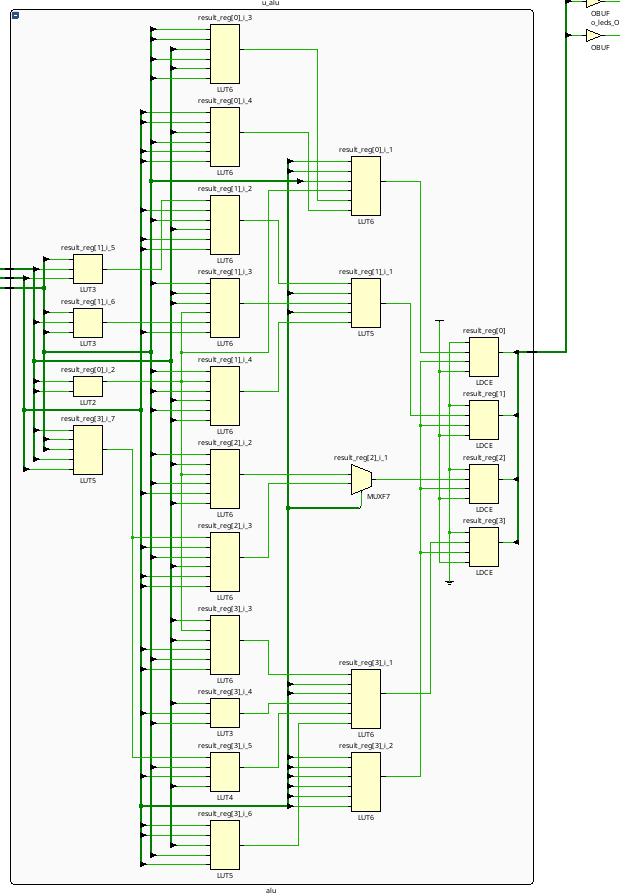 u_alu
OBUF
o_leds_O
OBUF
result_reg[0]_i_3
LUT6
result_reg[0]_i_4
LUT6
result_reg[0]_i_1
LUT6
result_reg[1]_i_2
LUT6
result_reg[1]_i_5
LUT3
result_reg[1]_i_3
LUT6
result_reg[1]_i_1
LUT5
result_reg[1]_i_6
LUT3
result_reg[0]
LDCE
result_reg[1]_i_4
LUT6
result_reg[0]_i_2
LUT2
result_reg[1]
LDCE
result_reg[3]_i_7
LUT5
result_reg[2]_i_2
LUT6
result_reg[2]_i_1
MUXF7
result_reg[2]
LDCE
result_reg[2]_i_3
LUT6
result_reg[3]
LDCE
result_reg[3]_i_3
LUT6
result_reg[3]_i_1
LUT6
result_reg[3]_i_4
LUT3
result_reg[3]_i_5
LUT4
result_reg[3]_i_2
LUT6
result_reg[3]_i_6
LUT5
alu